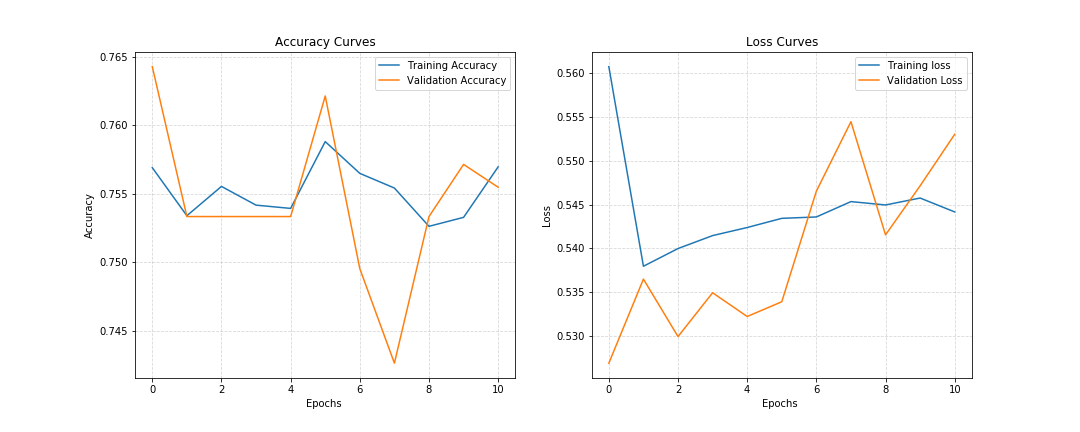 Accuracy Curves
0.765
0.760
0.755
0.750
0.745
Accuracy
0 2 4 6 8 10
Epochs
Training Accuracy
Validation Accuracy
Loss Curves
0.560
0.555
0.550
0.545
0.540
0.535
0.530
Loss
0 2 4 6 8 10
Epochs
Training loss
Validation Loss